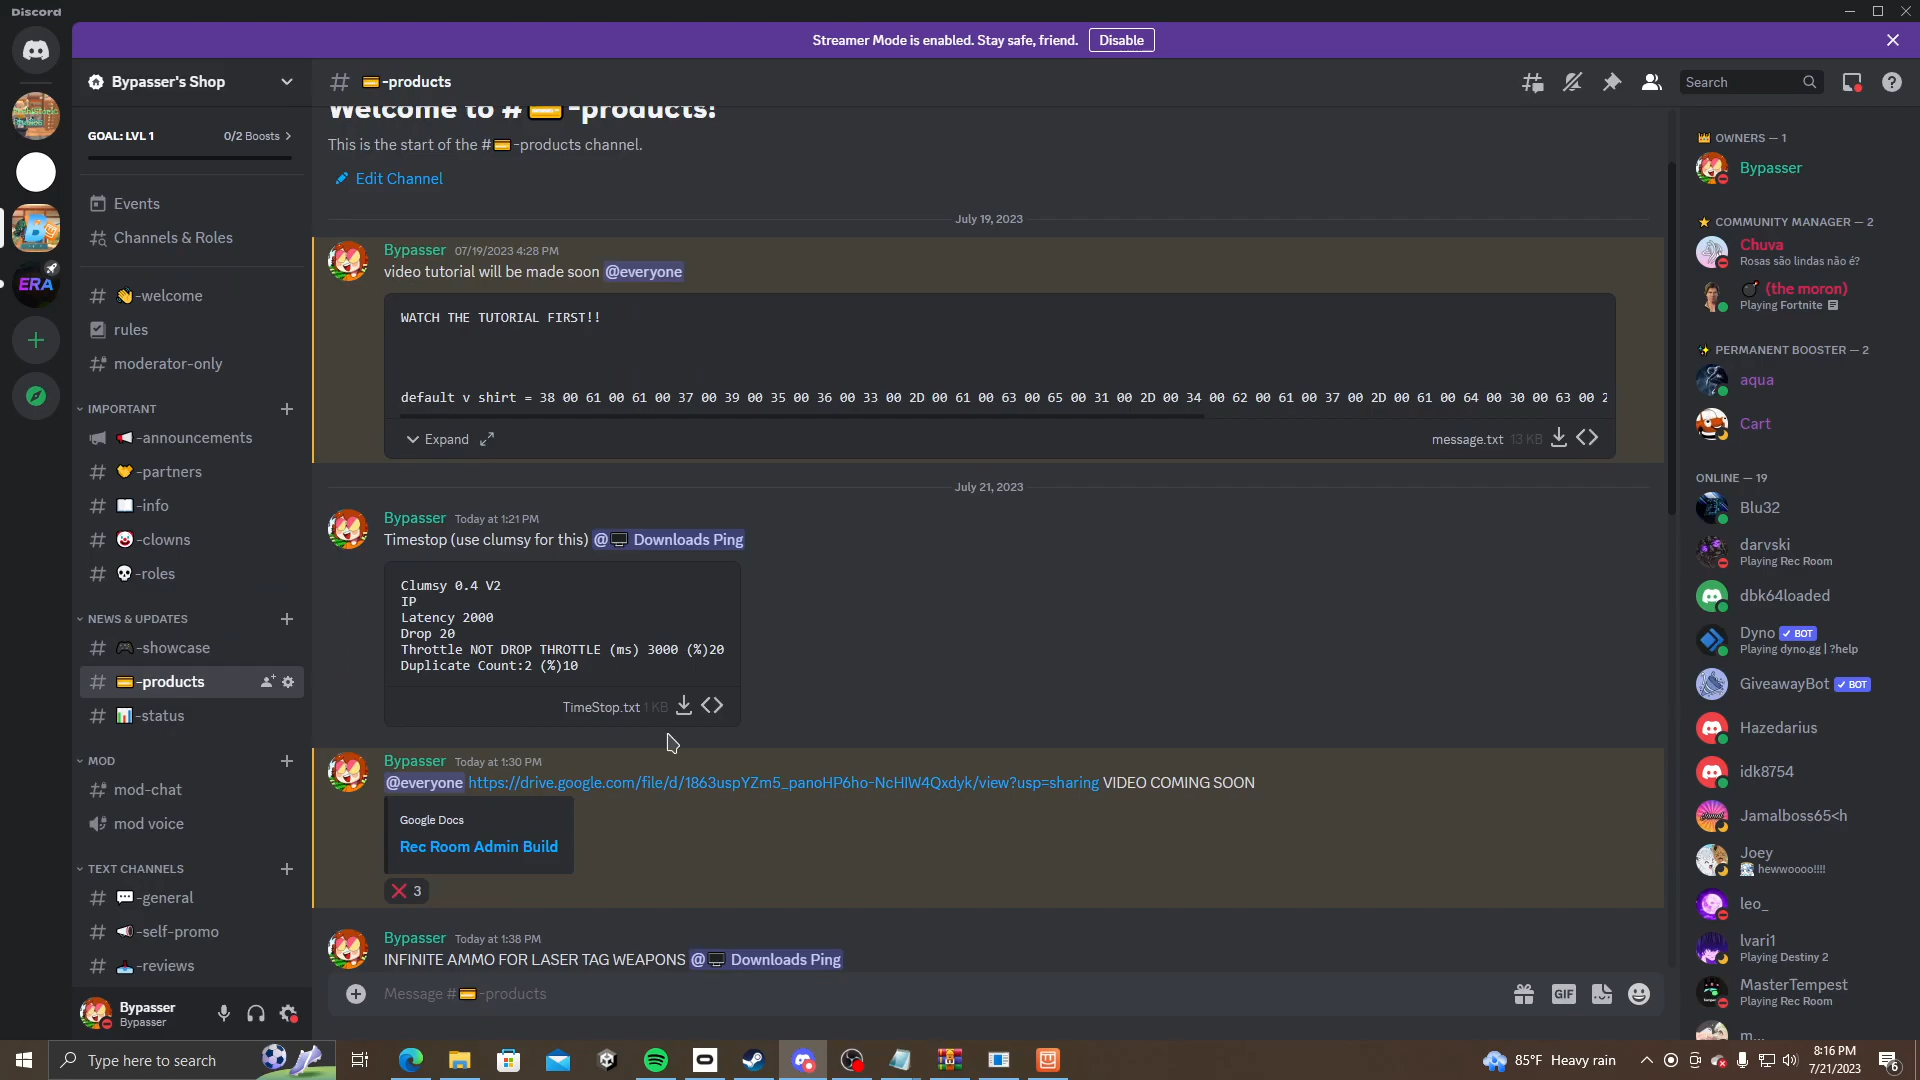 Discord
Streamer Mode is enabled. Stay safe, friend. Disable
Bypasser's Shop
GOAL: LVL 1 0/2 Boosts >
Events
Channels & Roles
👋-welcome
rules
moderator-only
IMPORTANT
📢-announcements
🤝-partners
📖-info
🤡-clowns
💀-roles
NEWS & UPDATES
🎮-showcase
💳-products
📊-status
MOD
mod-chat
mod voice
TEXT CHANNELS
💬-general
📢-self-promo
-reviews
Bypasser
Bypasser
# 💳-products
Search
Welcome to #💳-products!
This is the start of the #💳-products channel.
Edit Channel
July 19, 2023
Bypasser 07/19/2023 4:28 PM
video tutorial will be made soon @everyone
WATCH THE TUTORIAL FIRST!!
default v shirt = 38 00 61 00 61 00 37 00 39 00 35 00 36 00 33 00 2D 00 61 00 63 00 65 00 31 00 2D 00 34 00 62 00 61 00 37 00 2D 00 61 00 64 00 30 00 63 00 2
Expand
message.txt 13 KB
July 21, 2023
Bypasser Today at 1:21 PM
Timestop (use clumsy for this) @🖥️ Downloads Ping
Clumsy 0.4 V2
IP
Latency 2000
Drop 20
Throttle NOT DROP THROTTLE (ms) 3000 (%)20
Duplicate Count:2 (%)10
TimeStop.txt 1 KB
Bypasser Today at 1:30 PM
@everyone https://drive.google.com/file/d/1863uspYZm5_panoHP6ho-NcHIW4Qxdyk/view?usp=sharing VIDEO COMING SOON
Google Docs
Rec Room Admin Build
❌ 3
Bypasser Today at 1:38 PM
INFINITE AMMO FOR LASER TAG WEAPONS @🖥️ Downloads Ping
Message #💳-products
GIF
OWNERS — 1
Bypasser
COMMUNITY MANAGER — 2
Chuva
Rosas são lindas não é?
(the moron)
Playing Fortnite
PERMANENT BOOSTER — 2
aqua
Cart
ONLINE — 19
Blu32
darvski
Playing Rec Room
dbk64loaded
Dyno ✓ BOT
Playing dyno.gg | ?help
GiveawayBot ✓ BOT
Hazedarius
idk8754
Jamalboss65<h
Joey
hewwoooo!!!!
leo_
lvari1
Playing Destiny 2
MasterTempest
Playing Rec Room
m...
ERA
Type here to search
85°F Heavy rain
8:16 PM
7/21/2023
6